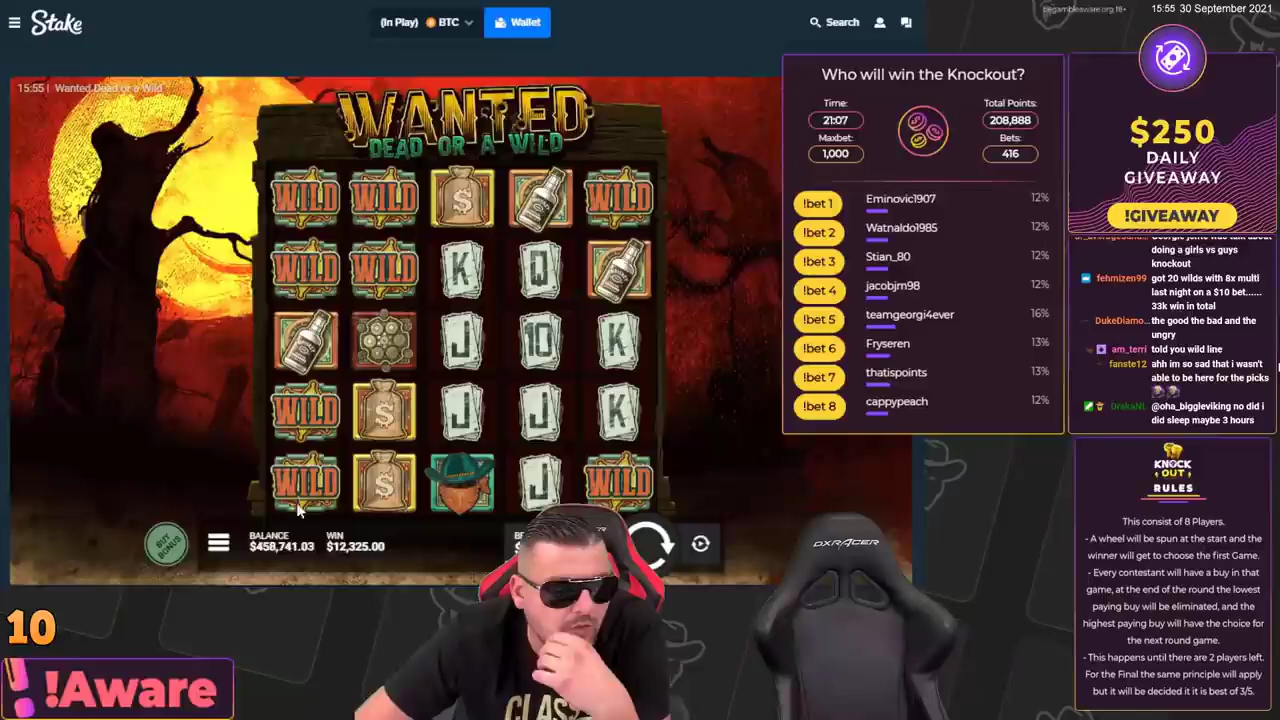 Stake
(In Play) BTC
Wallet
Search
begambleaware.org 18+
15:55 30 September 2021
15:55 | Wanted Dead or a Wild
WANTED
DEAD OR A WILD
WILD WILD $ WILD
WILD WILD K Q
J 10 K
WILD $ J J K
WILD $ J WILD
BUY BONUS
BALANCE
$458,741.03
WIN
$12,325.00
Who will win the Knockout?
Time:
21:07
Maxbet:
1,000
Total Points:
208,888
Bets:
416
!bet 1 Eminovic1907 12%
!bet 2 Watnaldo1985 12%
!bet 3 Stian_80 12%
!bet 4 jacobjm98 12%
!bet 5 teamgeorgi4ever 16%
!bet 6 Fryseren 13%
!bet 7 thatispoints 13%
!bet 8 cappypeach 12%
$250
DAILY
GIVEAWAY
!GIVEAWAY
doing a girls vs guys
knockout
fehmizen99 got 20 wilds with 8x multi
last night on a $10 bet......
33k win in total
DukeDiamo... the good the bad and the
ungry
am_terri told you wild line
fanste12 ahh im so sad that i wasn't
able to be here for the picks
DrakaNL @oha_biggleviking no did i
did sleep maybe 3 hours
KNOCK
OUT
RULES
This consist of 8 Players.
- A wheel will be spun at the start and the
winner will get to choose the first Game.
- Every contestant will have a buy in that
game, at the end of the round the lowest
paying buy will be eliminated, and the
highest paying buy will have the choice for
the next round game.
- This happens until there are 2 players left.
For the Final the same principle will apply
but it will be decided it it is best of 3/5.
DXRACER
10
!Aware